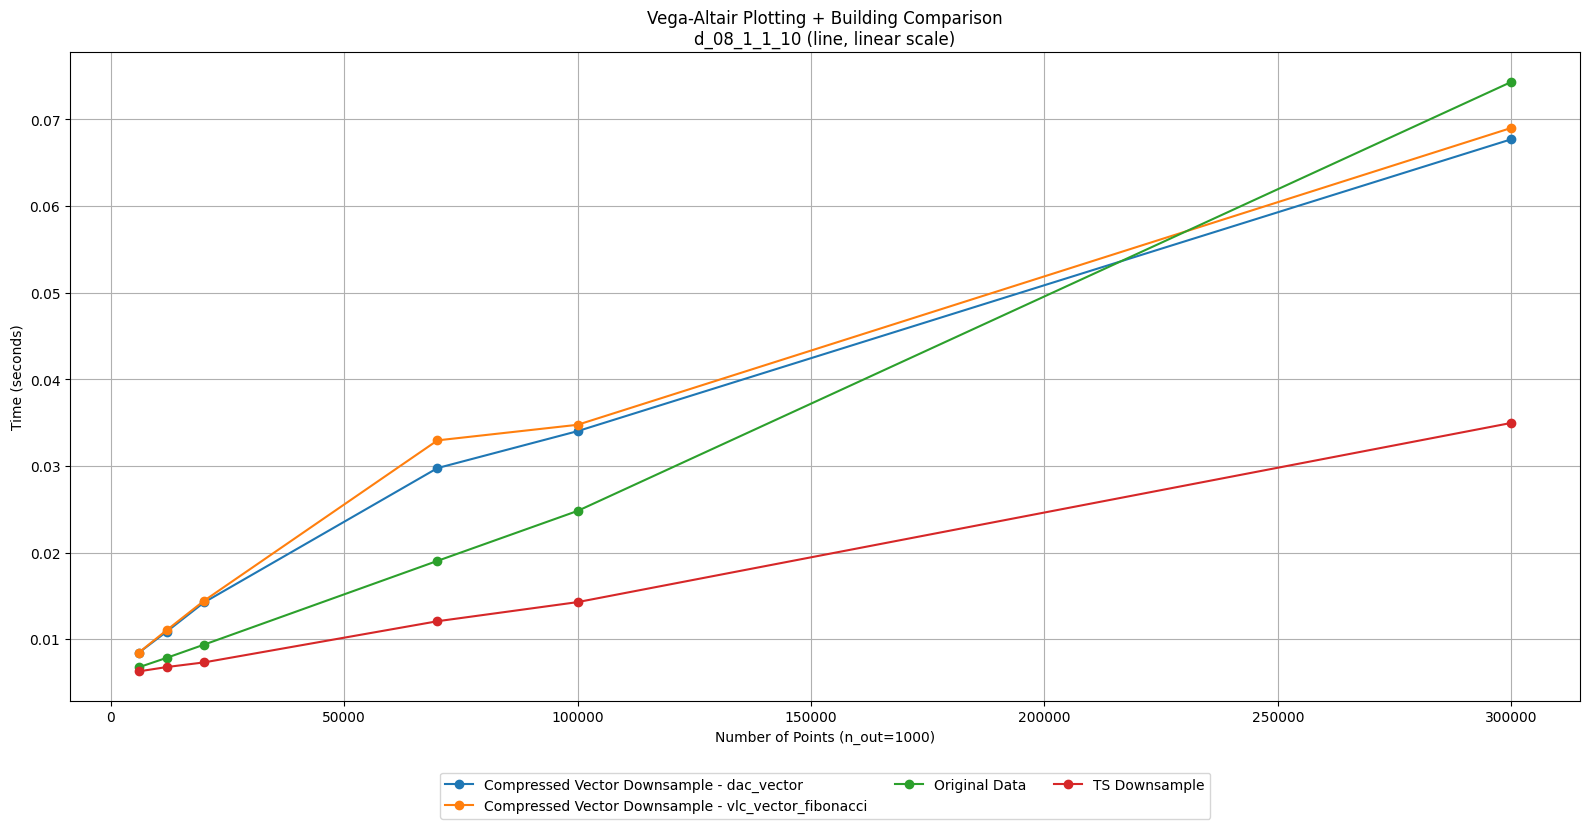 Vega-Altair Plotting + Building Comparison
d_08_1_1_10 (line, linear scale)
0.07
0.06
0.05
0.04
0.03
0.02
0.01
Time (seconds)
0 50000 100000 150000 200000 250000 300000
Number of Points (n_out=1000)
Compressed Vector Downsample - dac_vector Original Data TS Downsample
Compressed Vector Downsample - vlc_vector_fibonacci